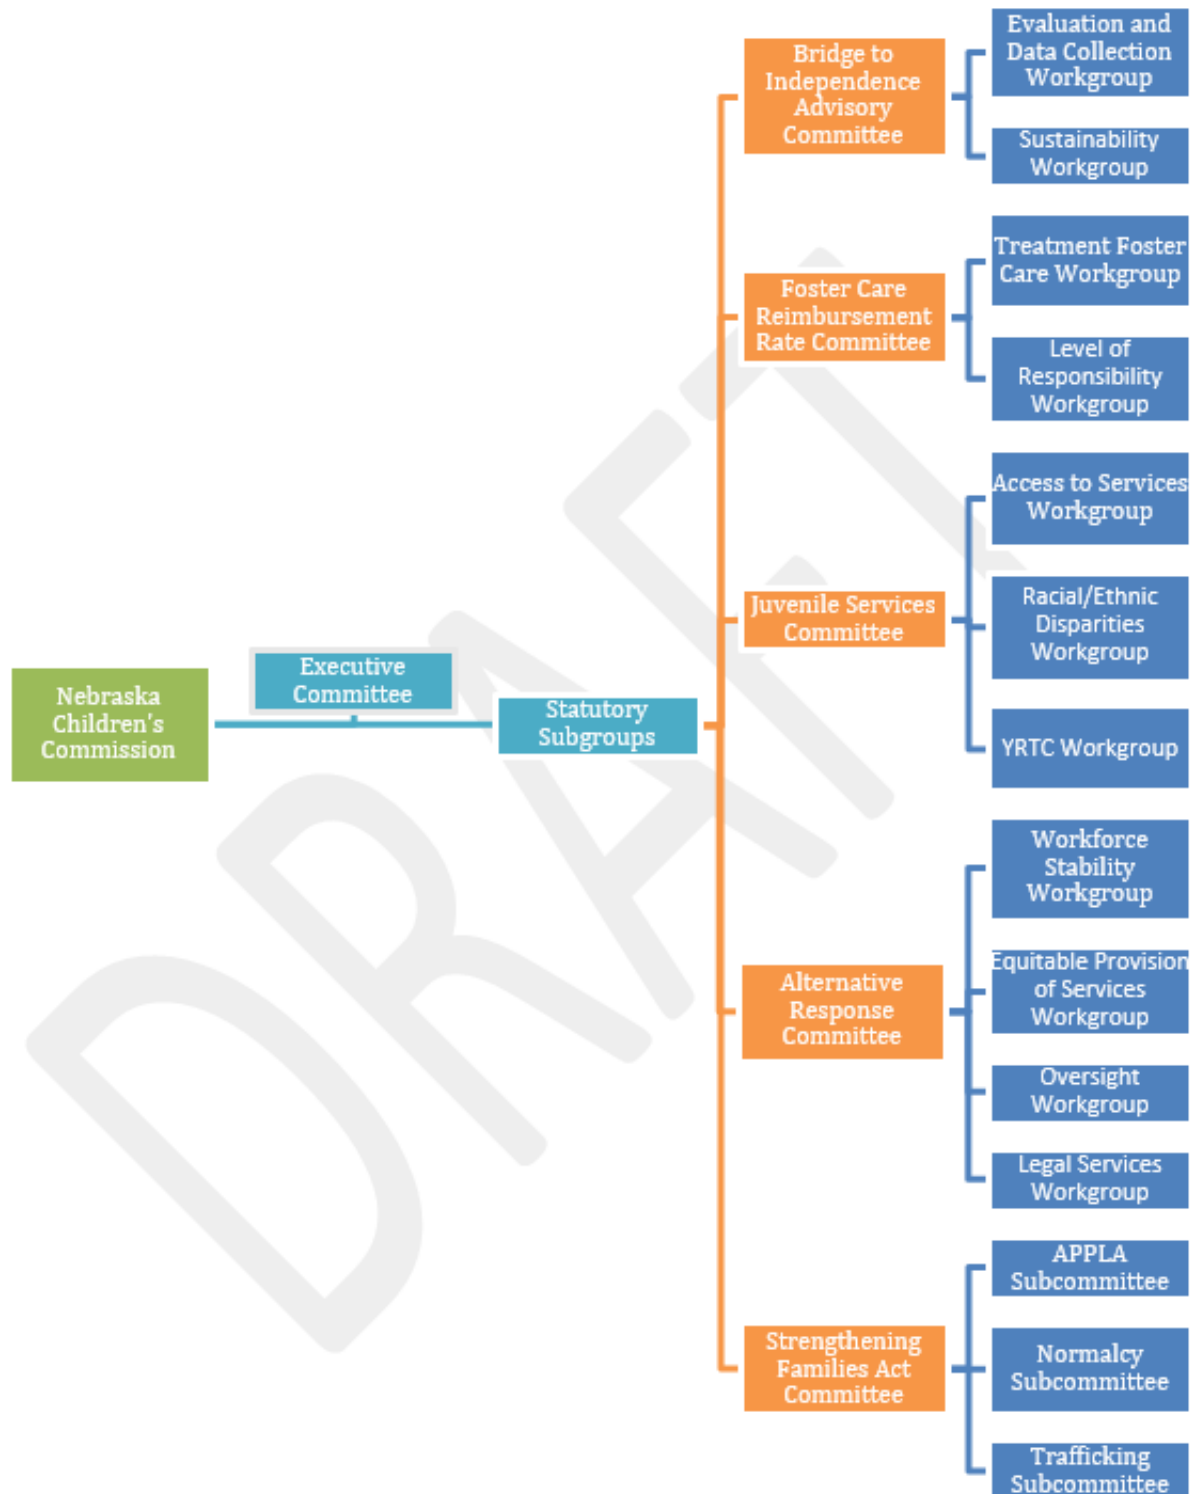 Nebraska
Children's
Commission
Executive
Committee
Statutory
Subgroups
Bridge to
Independence
Advisory
Committee
Evaluation and
Data Collection
Workgroup
Sustainability
Workgroup
Foster Care
Reimbursement
Rate Committee
Treatment Foster
Care Workgroup
Level of
Responsibility
Workgroup
Juvenile Services
Committee
Access to Services
Workgroup
Racial/Ethnic
Disparities
Workgroup
YRTC Workgroup
Alternative
Response
Committee
Workforce
Stability
Workgroup
Equitable Provision
of Services
Workgroup
Oversight
Workgroup
Legal Services
Workgroup
Strengthening
Families Act
Committee
APPLA
Subcommittee
Normalcy
Subcommittee
Trafficking
Subcommittee
DRAFT